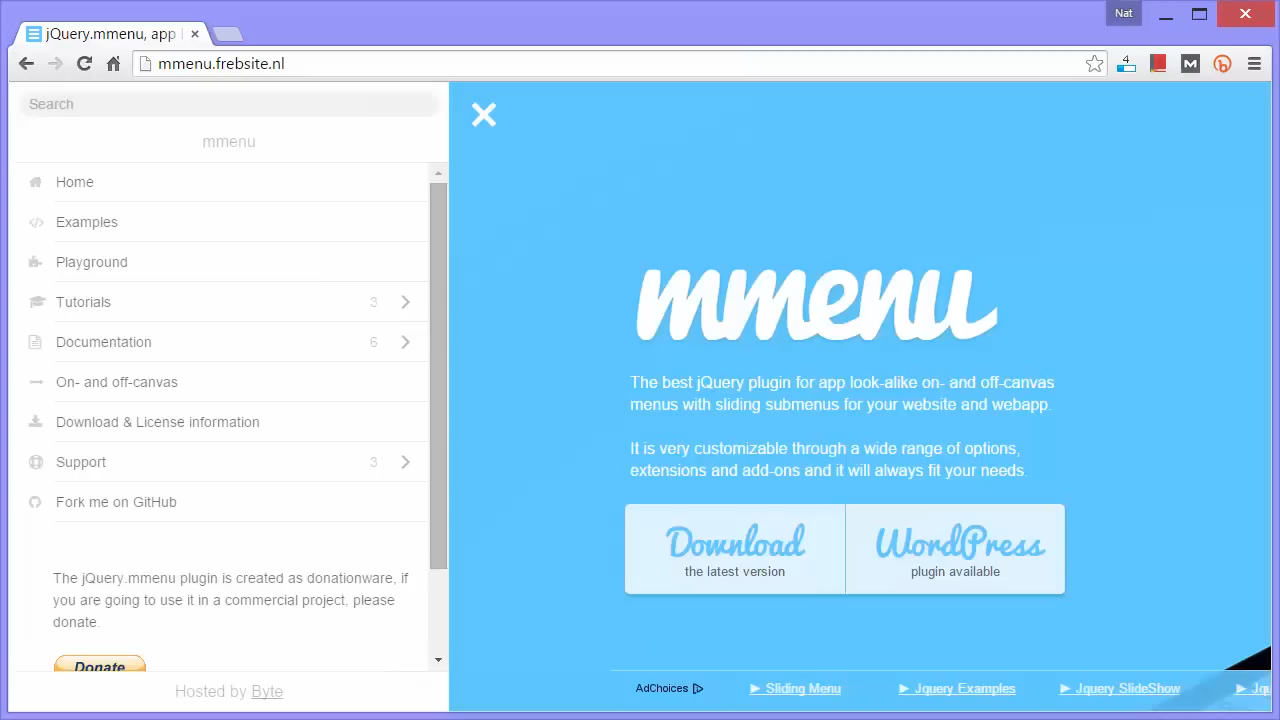 Nat
jQuery.mmenu, app
mmenu.frebsite.nl
4
Search
mmenu
Home
Examples
Playground
Tutorials 3
Documentation 6
On- and off-canvas
Download & License information
Support 3
Fork me on GitHub
The jQuery.mmenu plugin is created as donationware, if
you are going to use it in a commercial project, please
donate.
Donate
Hosted by Byte
mmenu
The best jQuery plugin for app look-alike on- and off-canvas
menus with sliding submenus for your website and webapp.
It is very customizable through a wide range of options,
extensions and add-ons and it will always fit your needs.
Download
the latest version
WordPress
plugin available
AdChoices
► Sliding Menu
► Jquery Examples
► Jquery SlideShow
► Jqu